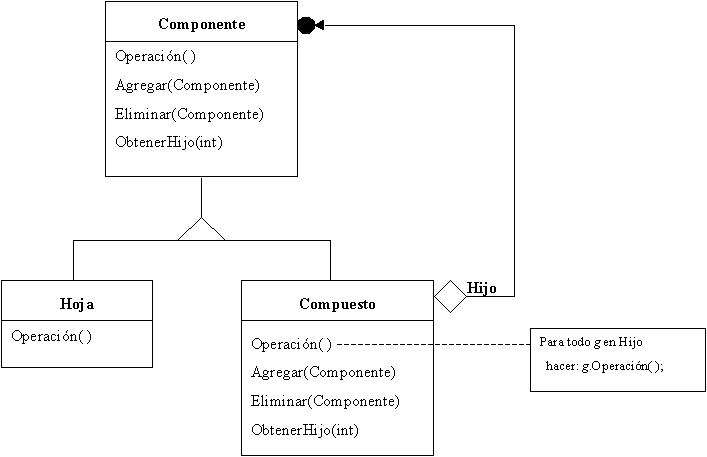 Componente
Operación( )
Agregar(Componente)
Eliminar(Componente)
ObtenerHijo(int)
Hoja
Operación( )
Compuesto
Hijo
Operación( )
Agregar(Componente)
Eliminar(Componente)
ObtenerHijo(int)
Para todo g en Hijo
hacer: g.Operación( );